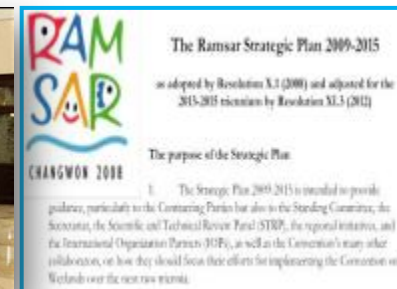 RAM
SAR
CHANGWON 2008
The Ramsar Strategic Plan 2009-2015
as adopted by Resolution X.1 (2008) and adjusted for the
2013-2015 triennium by Resolution XI.3 (2012)
The purpose of the Strategic Plan
1. The Strategic Plan 2009-2015 is intended to provide
guidance, particularly to the Contracting Parties but also to the Standing Committee, the
Secretariat, the Scientific and Technical Review Panel (STRP), the regional initiatives, and
the International Organization Partners (IOPs), as well as the Convention's many other
collaborators, on how they should focus their efforts for implementing the Convention on
Wetlands over the next two triennia.